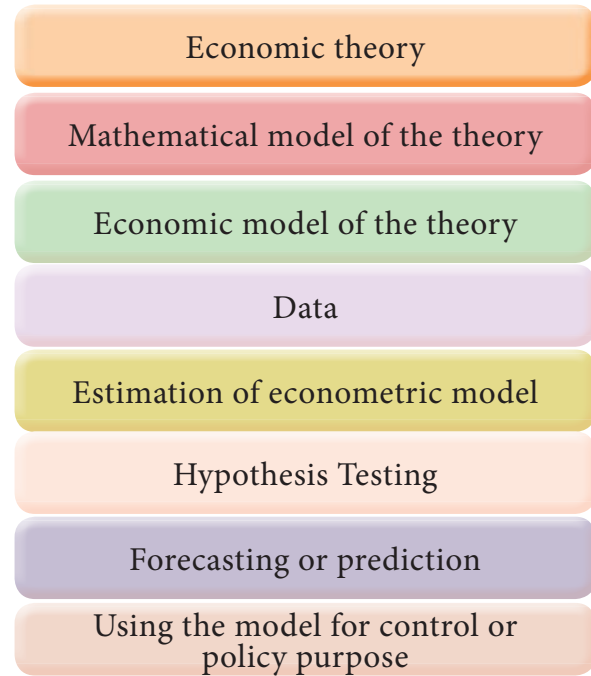 Economic theory
Mathematical model of the theory
Economic model of the theory
Data
Estimation of econometric model
Hypothesis Testing
Forecasting or prediction
Using the model for control or
policy purpose